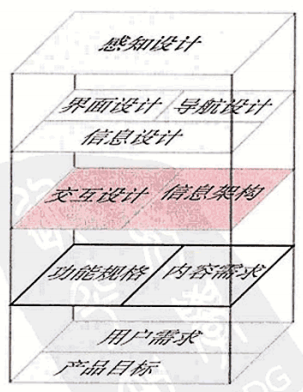 感知设计
界面设计 导航设计
信息设计
交互设计 信息架构
功能规格 内容需求
用户需求
产品目标